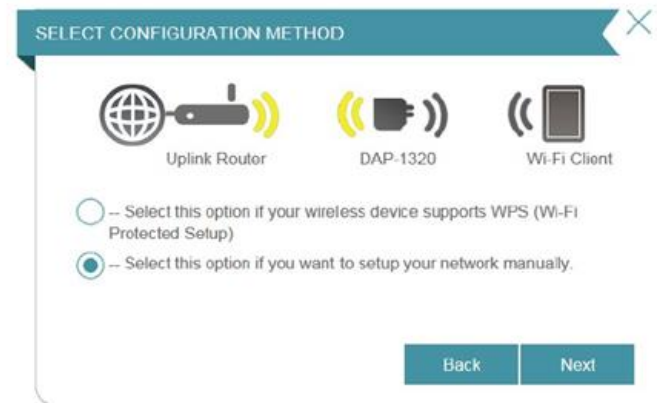 SELECT CONFIGURATION METHOD
Uplink Router
DAP-1320
Wi-Fi Client
-- Select this option if your wireless device supports WPS (Wi-Fi
Protected Setup)
-- Select this option if you want to setup your network manually.
Back
Next